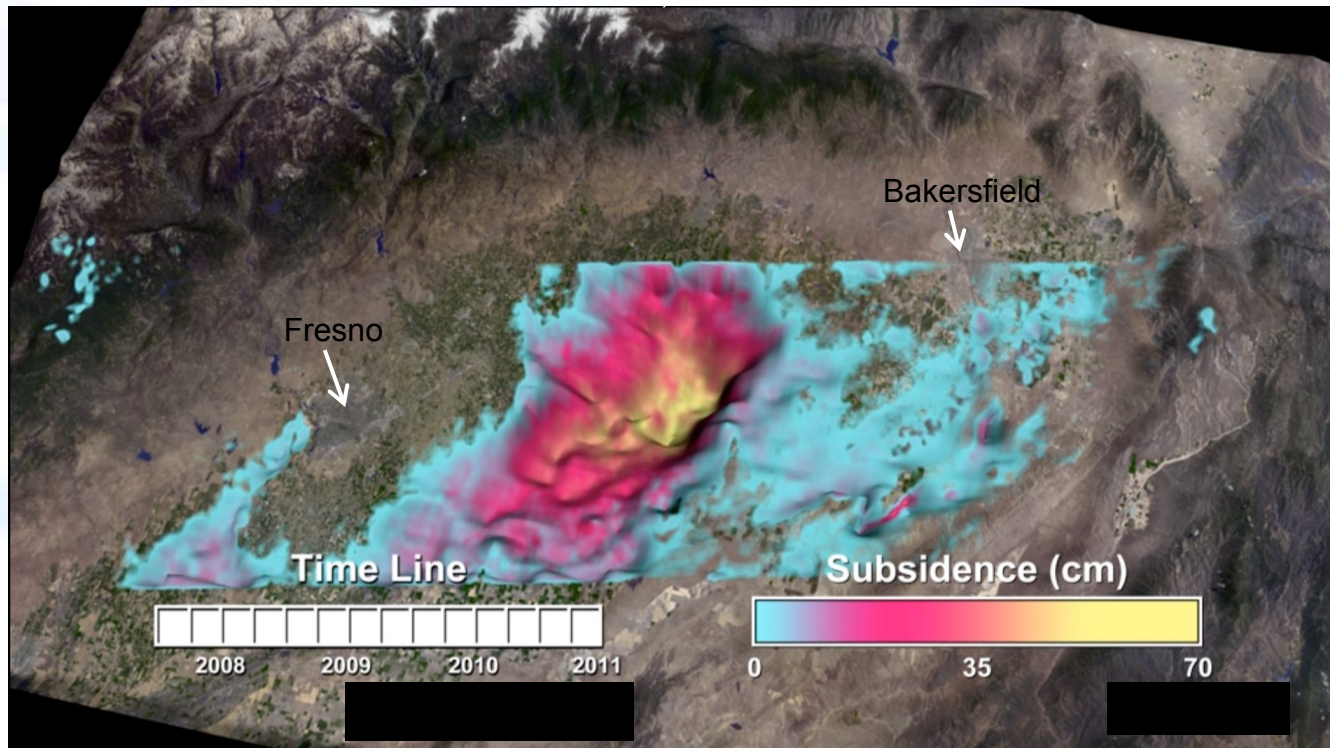 Bakersfield
Fresno
Time Line
2008 2009 2010 2011
Subsidence (cm)
0 35 70